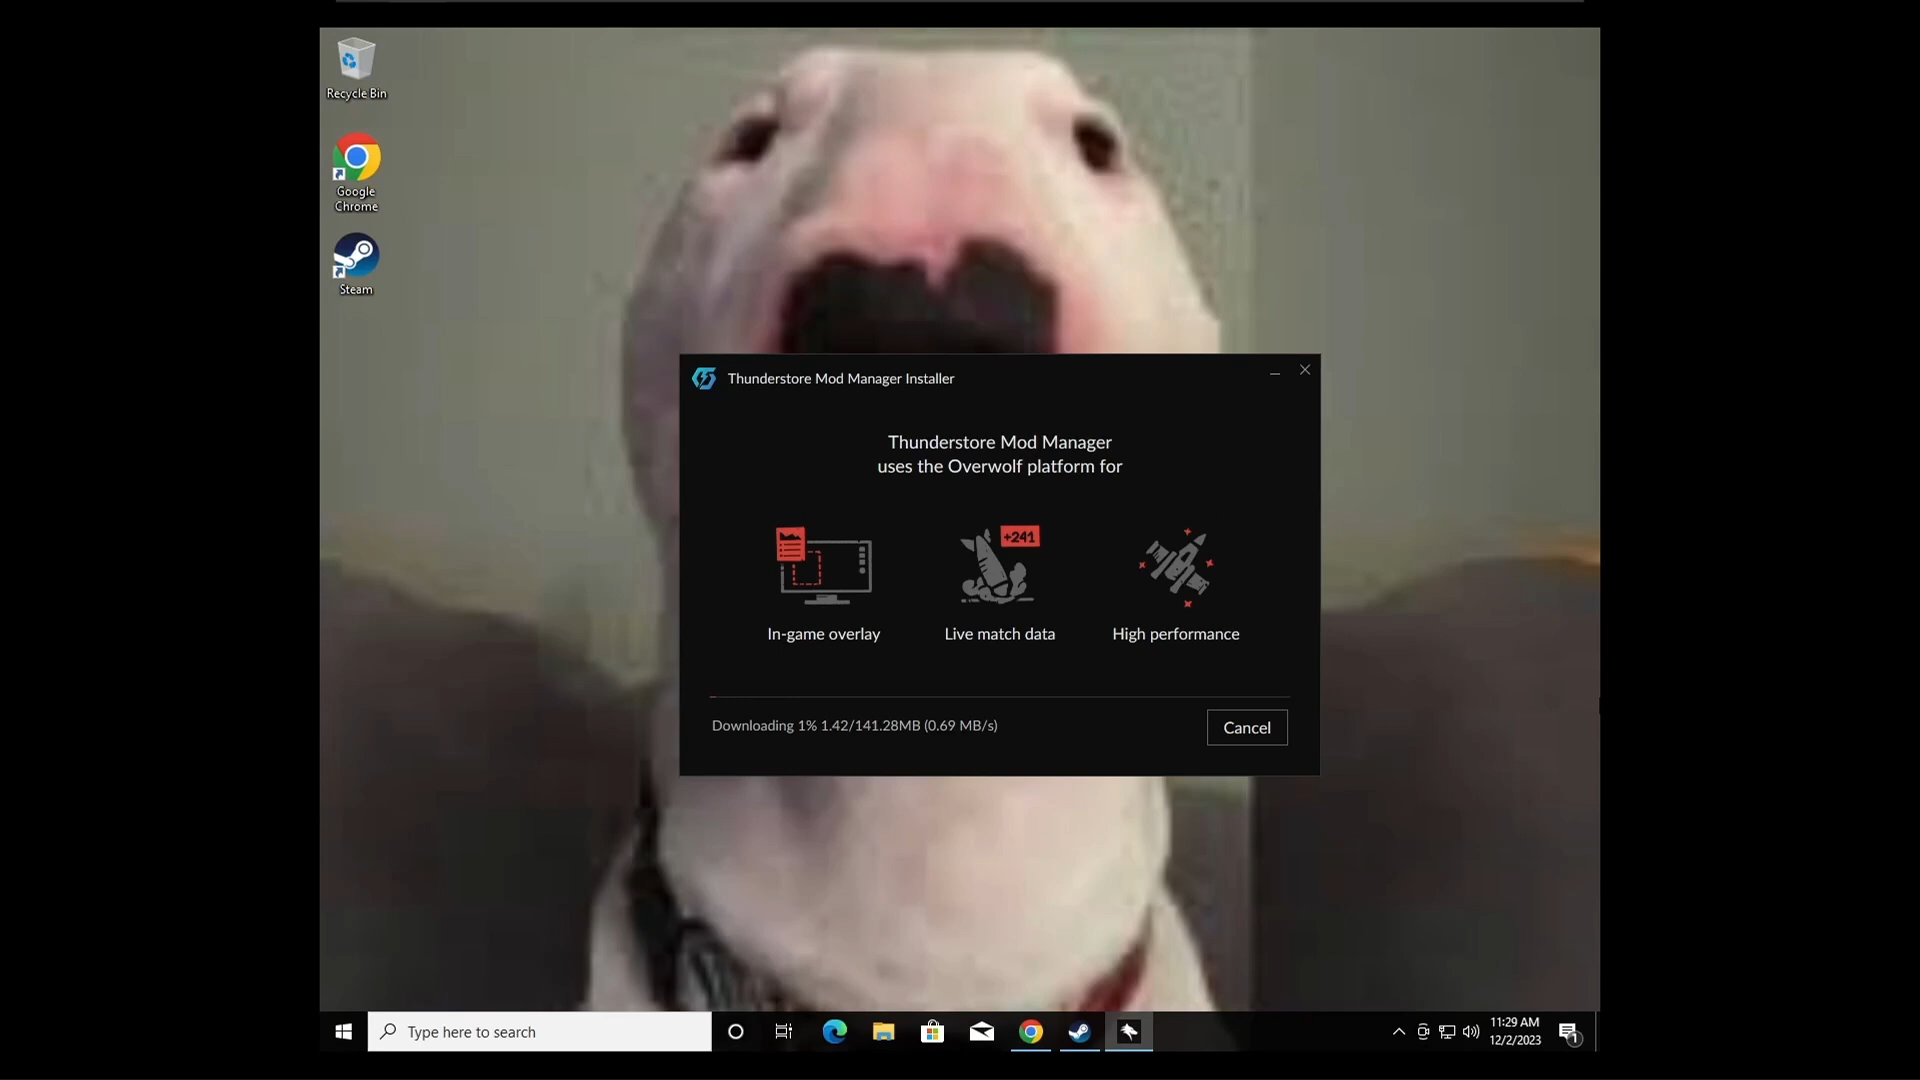 Recycle Bin
Google
Chrome
Steam
Thunderstore Mod Manager Installer
Thunderstore Mod Manager
uses the Overwolf platform for
+241
In-game overlay
Live match data
High performance
Downloading 1% 1.42/141.28MB (0.69 MB/s)
Cancel
Type here to search
11:29 AM
12/2/2023
1